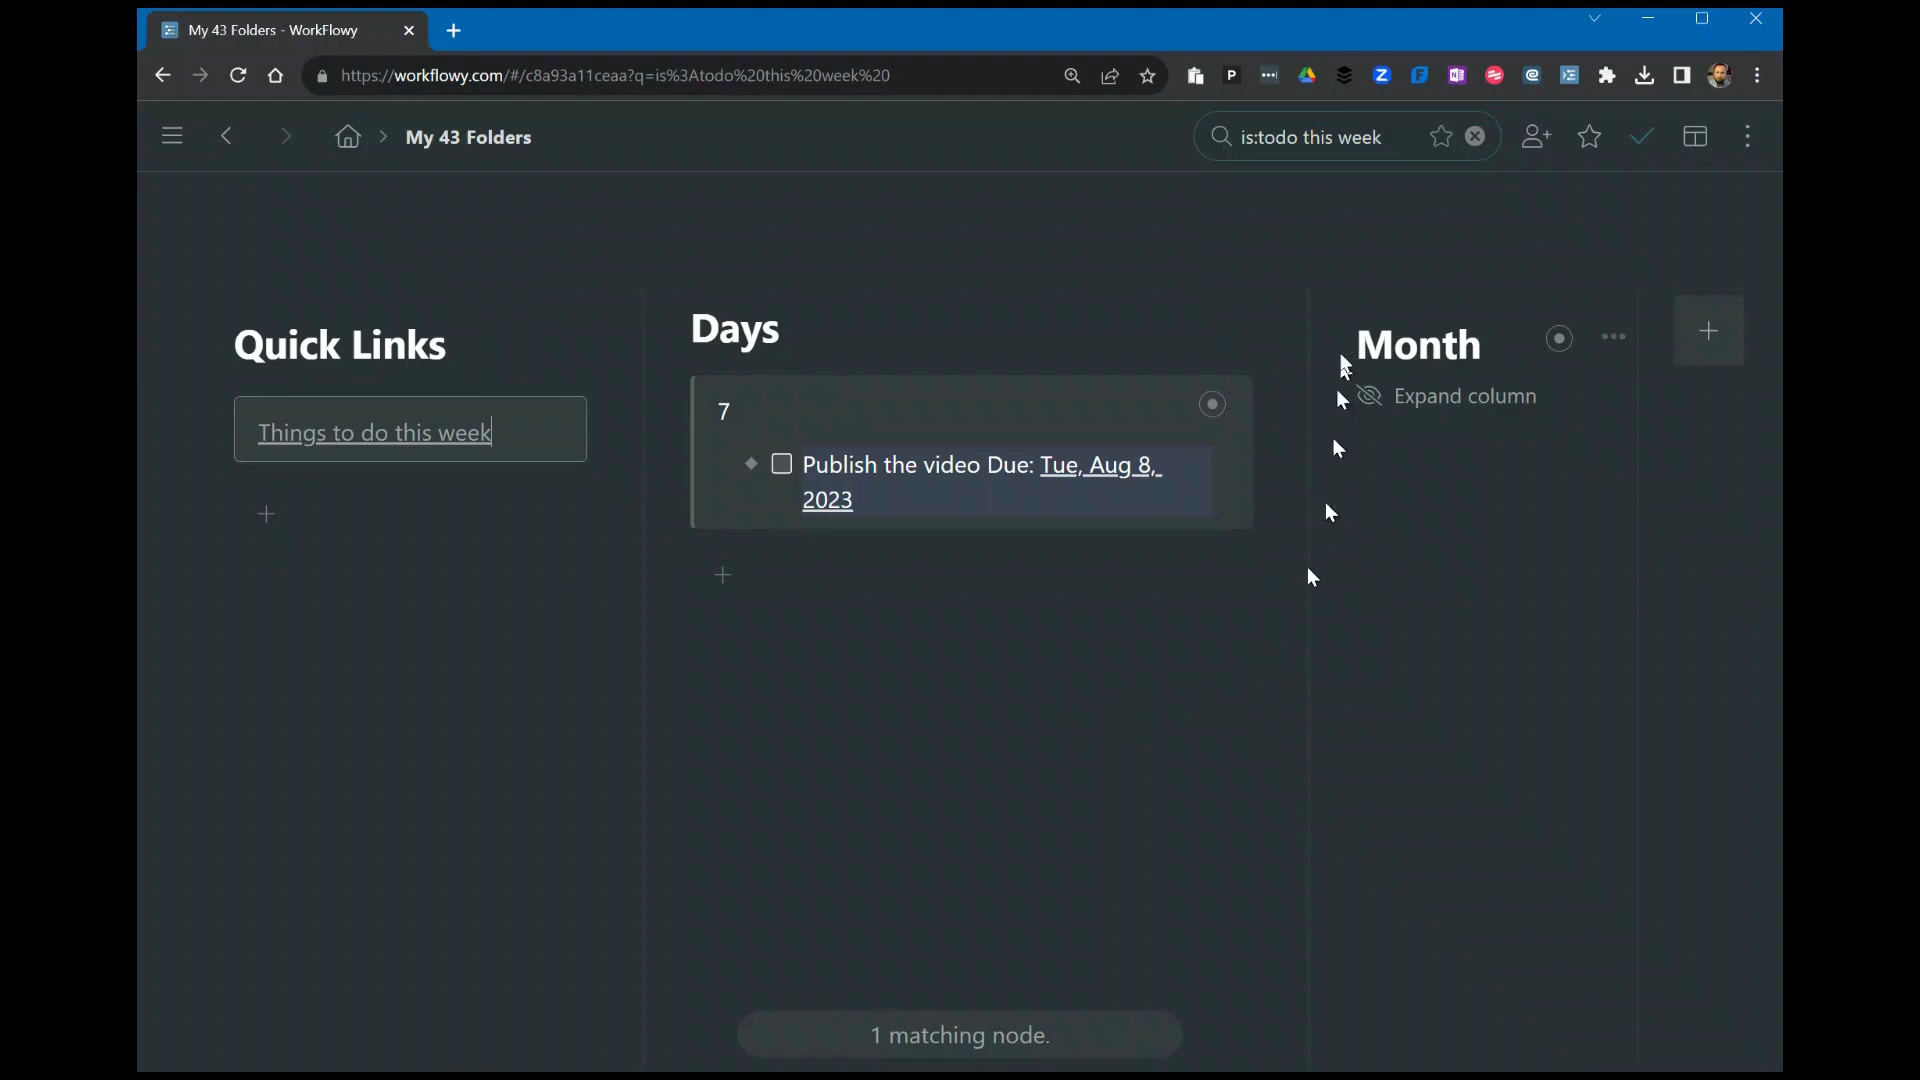 My 43 Folders - WorkFlowy
https://workflowy.com/#/c8a93a11ceaa?q=is%3Atodo%20this%20week%20
P
Z
F
N
My 43 Folders
is:todo this week
Quick Links
Things to do this week
Days
7
Publish the video Due: Tue, Aug 8,
2023
Month
Expand column
1 matching node.